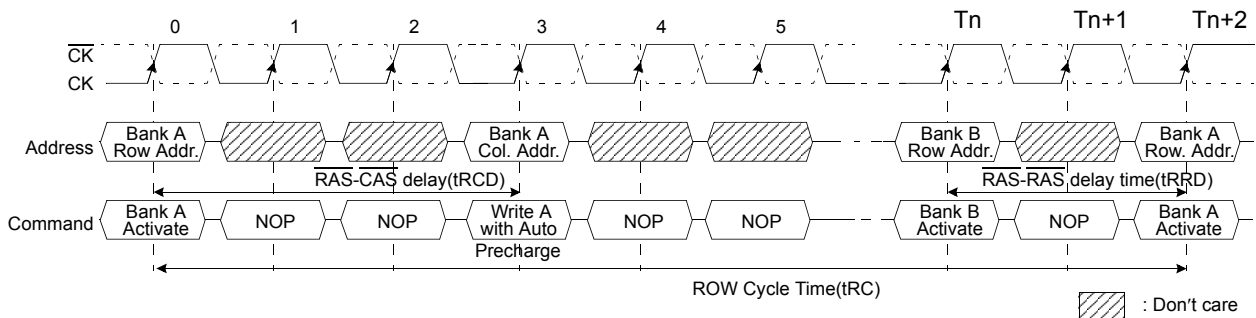 0 1 2 3 4 5 Tn Tn+1 Tn+2
CK
CK
Address
Bank A
Row Addr.
Bank A
Col. Addr.
Bank B
Row Addr.
Bank A
Row. Addr.
RAS-CAS delay(tRCD)
RAS-RAS delay time(tRRD)
Command
Bank A
Activate
NOP
NOP
Write A
with Auto
Precharge
NOP
NOP
Bank B
Activate
NOP
Bank A
Activate
ROW Cycle Time(tRC)
: Don't care